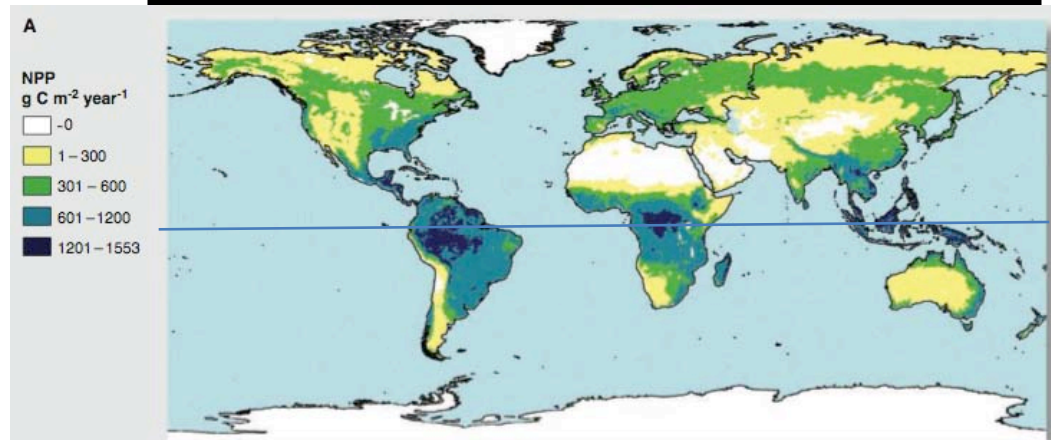 A
NPP
g C m⁻² year⁻¹
-0
1 – 300
301 – 600
601 –1200
1201 – 1553